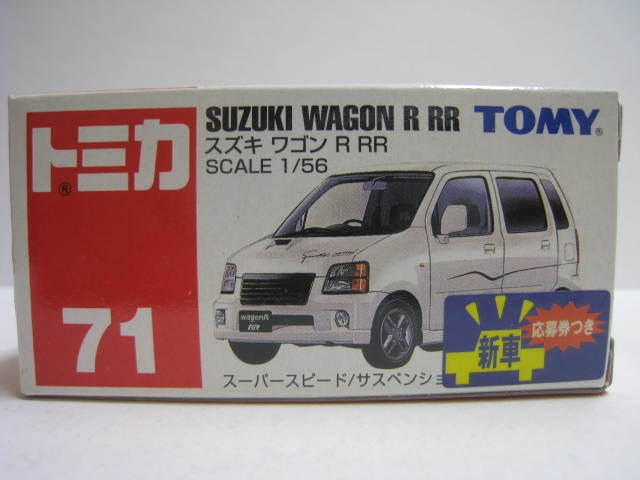 トミカ®
71
SUZUKI WAGON R RR
スズキ ワゴン R RR
SCALE 1/56
TOMY®
wagonR
RR
スーパースピード/サスペンショ
新車
応募券つき